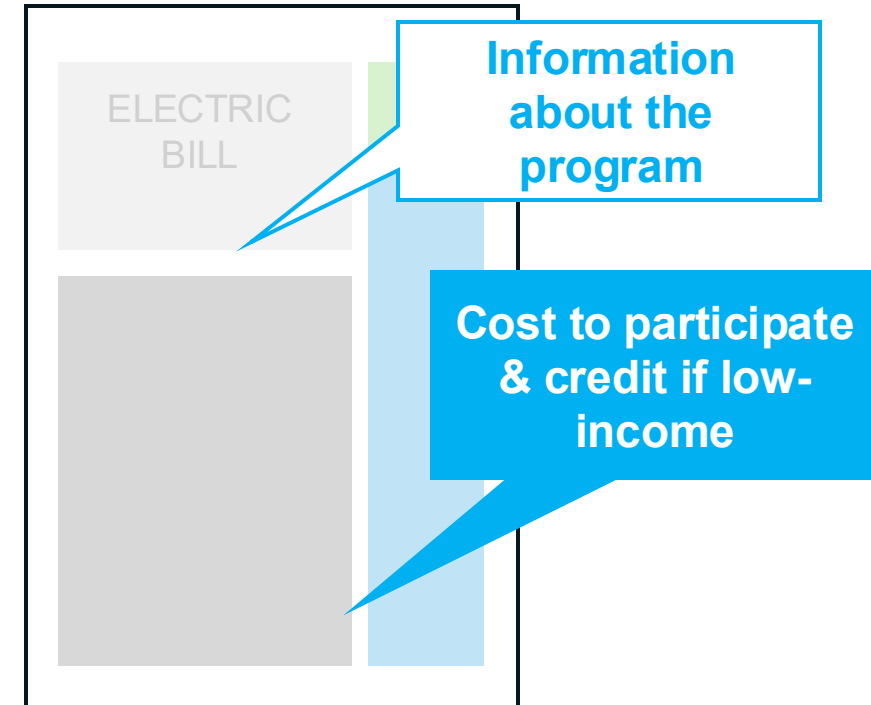 ELECTRIC
BILL
Information
about the
program
Cost to participate
& credit if low-
income